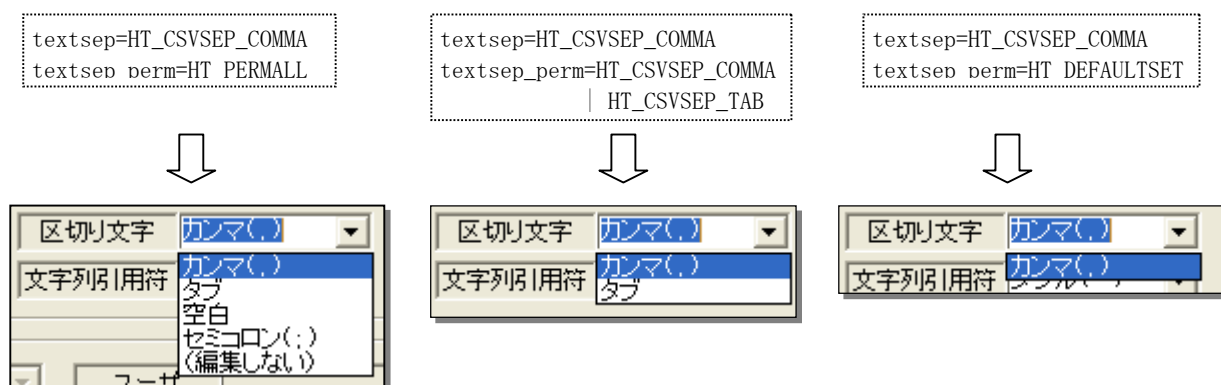 textsep=HT_CSVSEP_COMMA
textsep_perm=HT_PERMALL
textsep=HT_CSVSEP_COMMA
textsep_perm=HT_CSVSEP_COMMA
| HT_CSVSEP_TAB
textsep=HT_CSVSEP_COMMA
textsep_perm=HT_DEFAULTSET
区切り文字 カンマ(,)
文字列引用符
カンマ(,)
タブ
空白
セミコロン(;)
(編集しない)
ユーザ
区切り文字 カンマ(,)
文字列引用符
カンマ(,)
タブ
区切り文字 カンマ(,)
文字列引用符
カンマ(,)